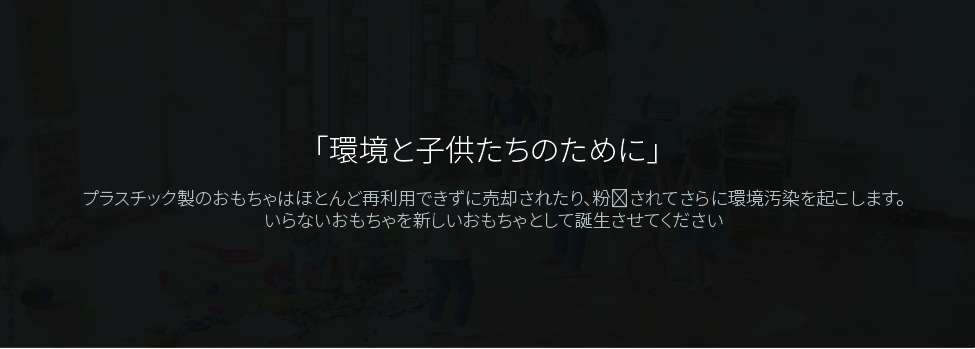 「環境と子供たちのために」
プラスチック製のおもちゃはほとんど再利用できずに売却されたり、粉〿されてさらに環境汚染を起こします。
いらないおもちゃを新しいおもちゃとして誕生させてください